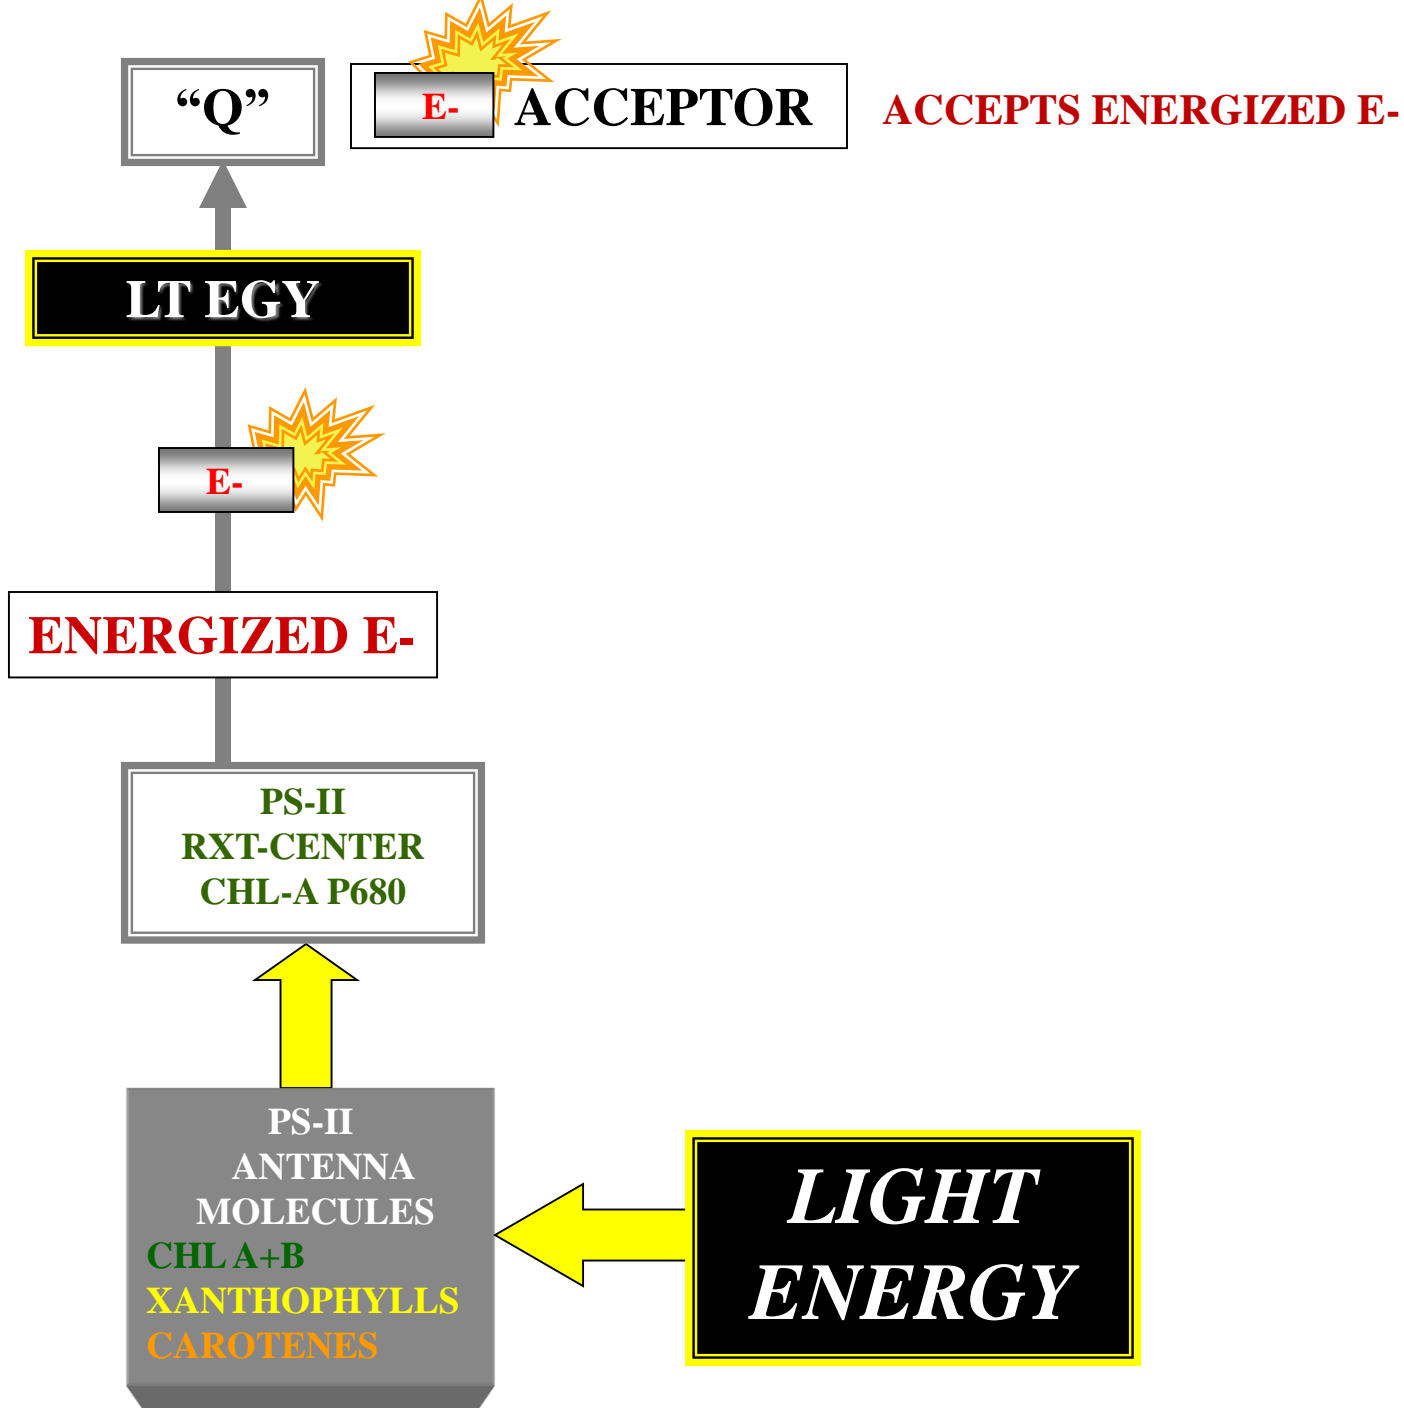 “Q”
E- ACCEPTOR
ACCEPTS ENERGIZED E-
LT EGY
E-
ENERGIZED E-
PS-II
RXT-CENTER
CHL-A P680
PS-II
ANTENNA
MOLECULES
CHL A+B
XANTHOPHYLLS
CAROTENES
LIGHT
ENERGY